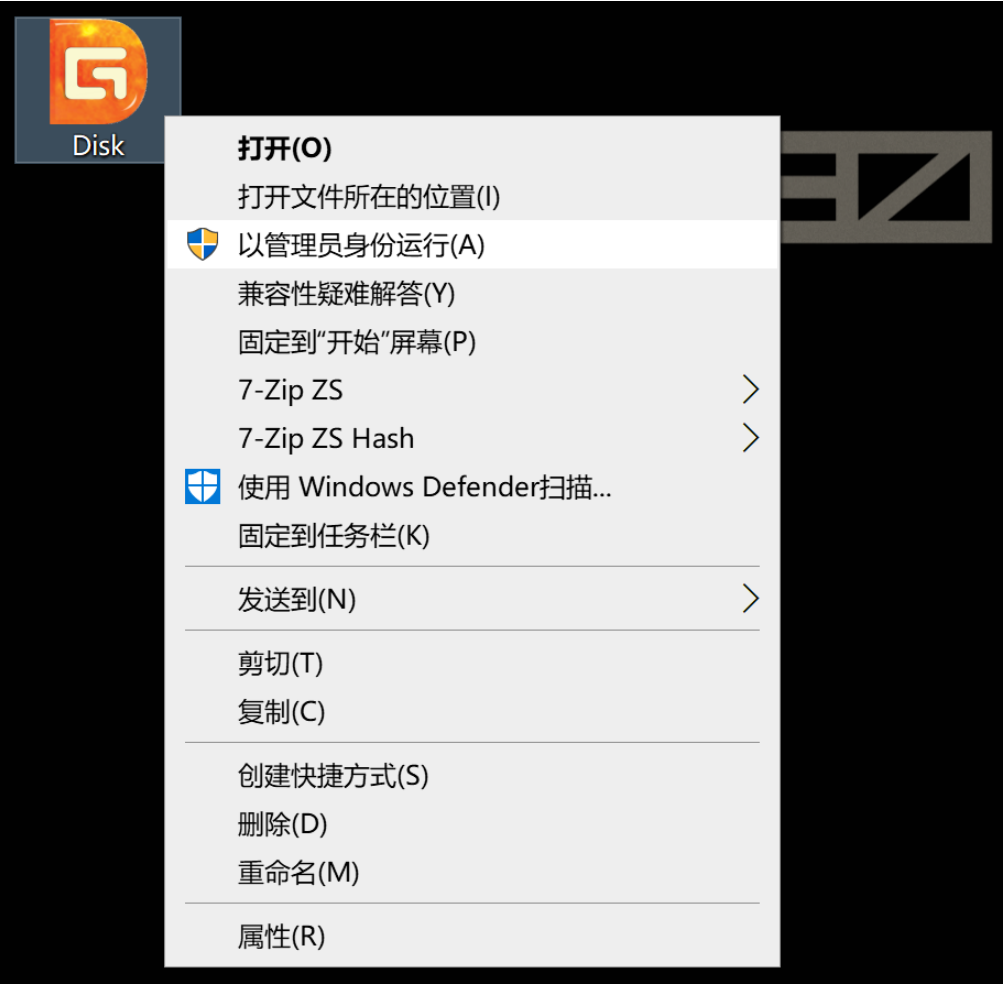 Disk
打开(O)
打开文件所在的位置(I)
以管理员身份运行(A)
兼容性疑难解答(Y)
固定到“开始”屏幕(P)
7-Zip ZS
7-Zip ZS Hash
使用 Windows Defender扫描...
固定到任务栏(K)
发送到(N)
剪切(T)
复制(C)
创建快捷方式(S)
删除(D)
重命名(M)
属性(R)